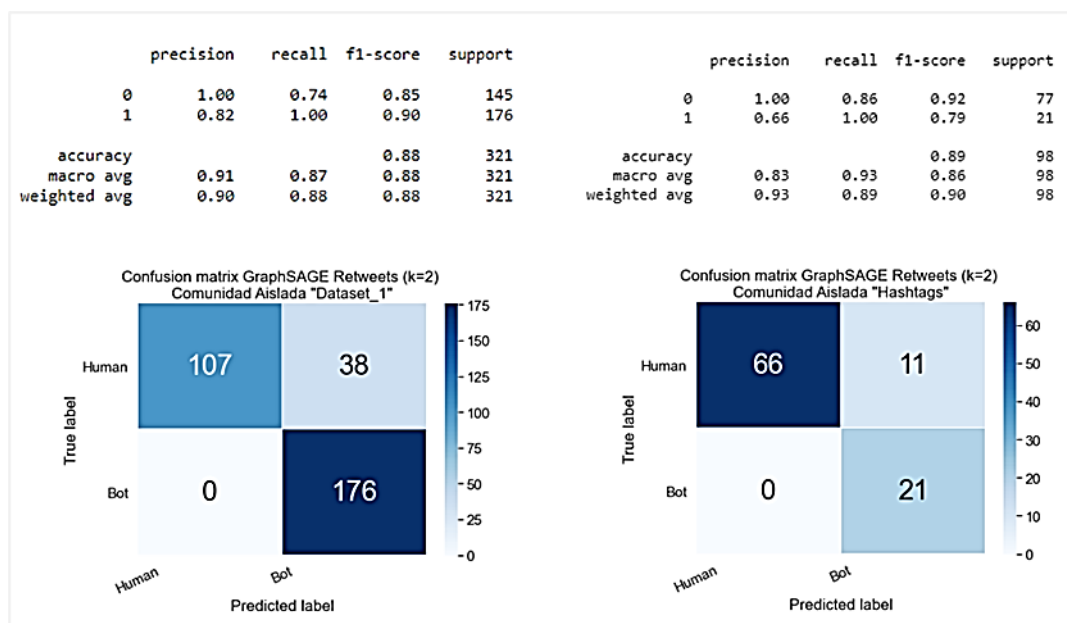 precision recall f1-score support
0 1.00 0.74 0.85 145
1 0.82 1.00 0.90 176
accuracy 0.88 321
macro avg 0.91 0.87 0.88 321
weighted avg 0.90 0.88 0.88 321
precision recall f1-score support
0 1.00 0.86 0.92 77
1 0.66 1.00 0.79 21
accuracy 0.89 98
macro avg 0.83 0.93 0.86 98
weighted avg 0.93 0.89 0.90 98
Confusion matrix GraphSAGE Retweets (k=2)
Comunidad Aislada "Dataset_1"
True label
Human
107
38
Bot
0
176
Human
Bot
Predicted label
175
150
125
100
75
50
25
0
Confusion matrix GraphSAGE Retweets (k=2)
Comunidad Aislada "Hashtags"
True label
Human
66
11
Bot
0
21
Human
Bot
Predicted label
60
50
40
30
20
10
0